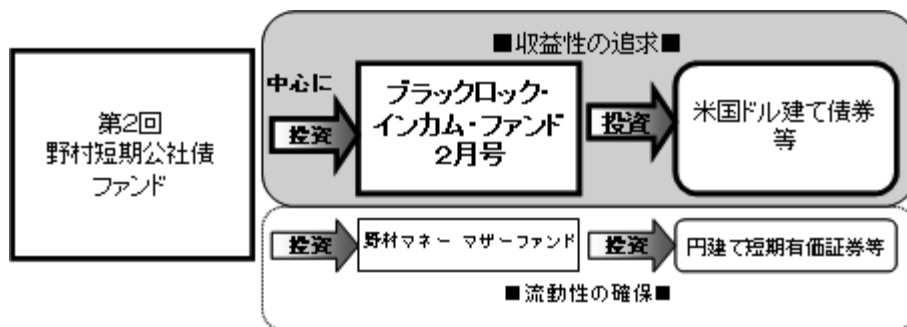 第2回
野村短期公社債
ファンド
■収益性の追求■
中心に
投資
ブラックロック・
インカム・ファンド
2月号
投資
米国ドル建て債券
等
投資
野村マネー マザーファンド
投資
円建て短期有価証券等
■流動性の確保■